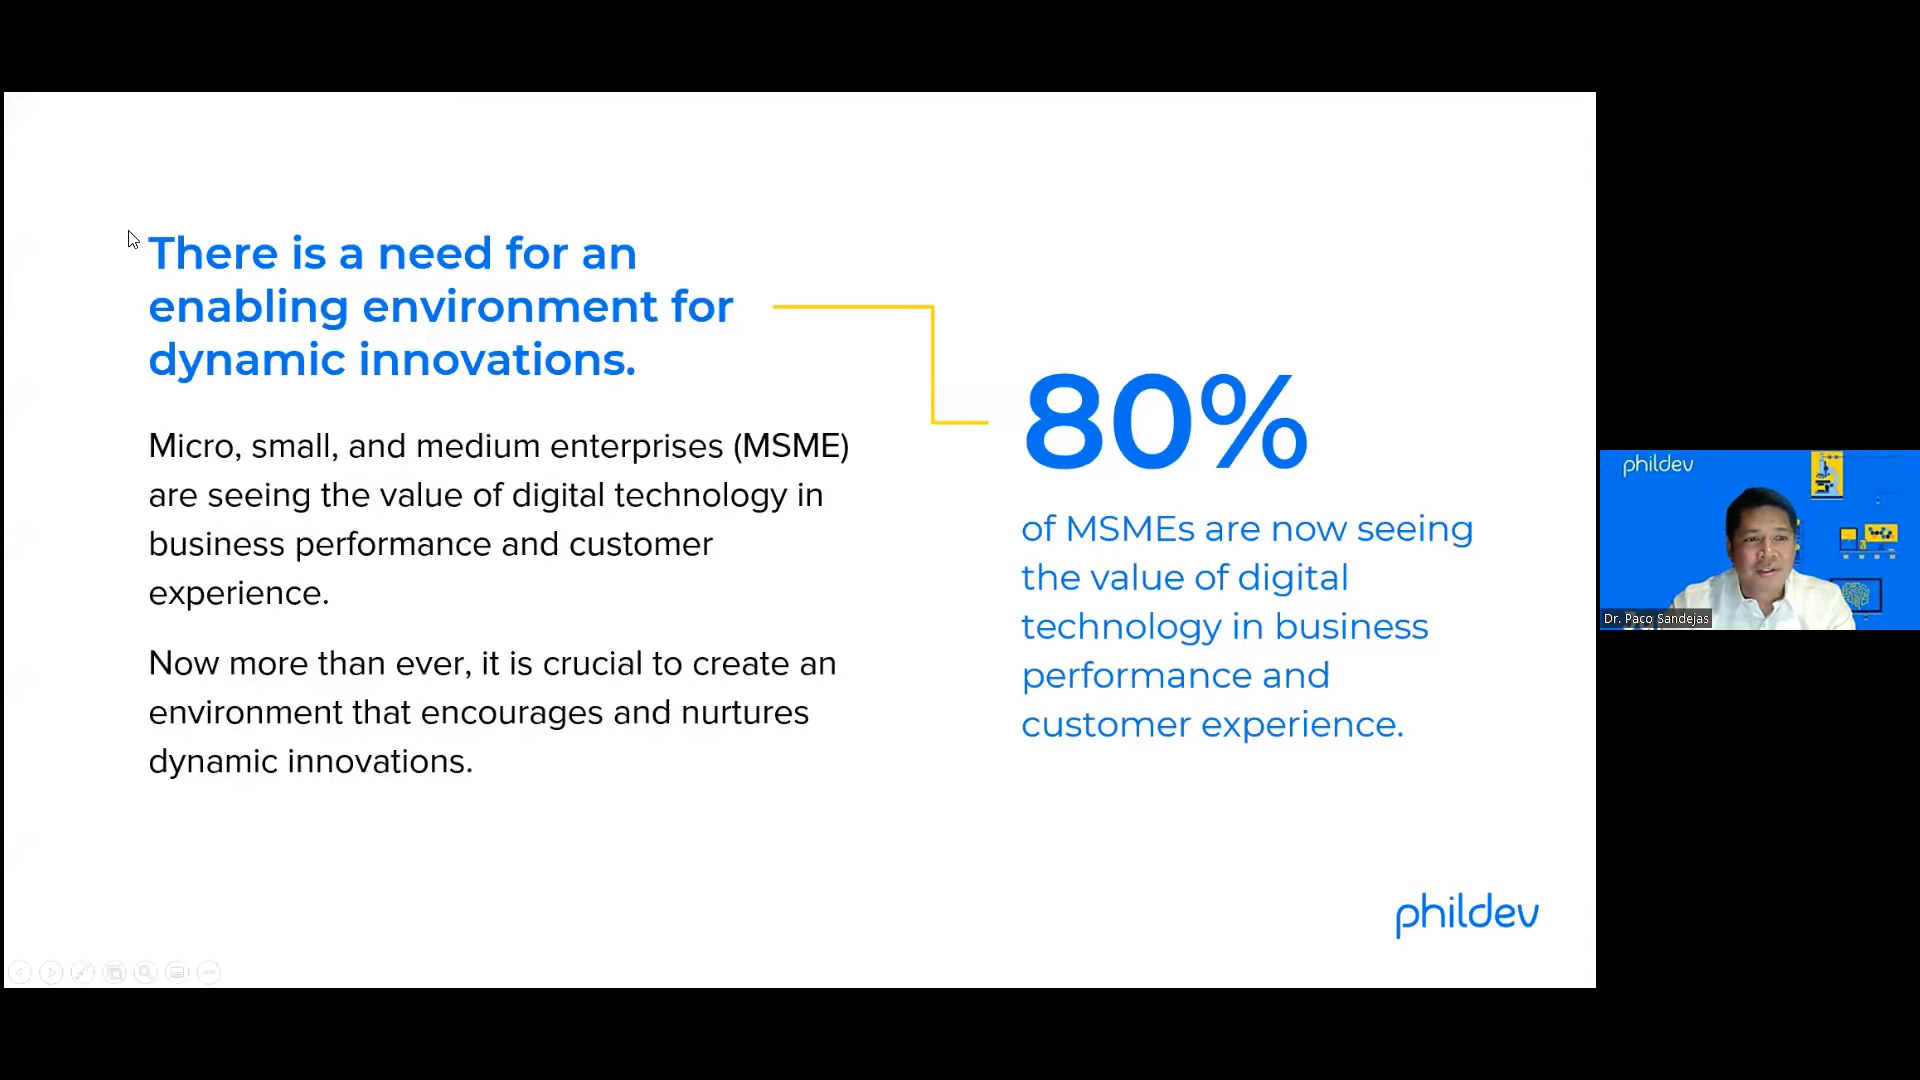 There is a need for an
enabling environment for
dynamic innovations.
Micro, small, and medium enterprises (MSME)
are seeing the value of digital technology in
business performance and customer
experience.
Now more than ever, it is crucial to create an
environment that encourages and nurtures
dynamic innovations.
80%
of MSMEs are now seeing
the value of digital
technology in business
performance and
customer experience.
phildev
phildev
Dr. Paco Sandejas